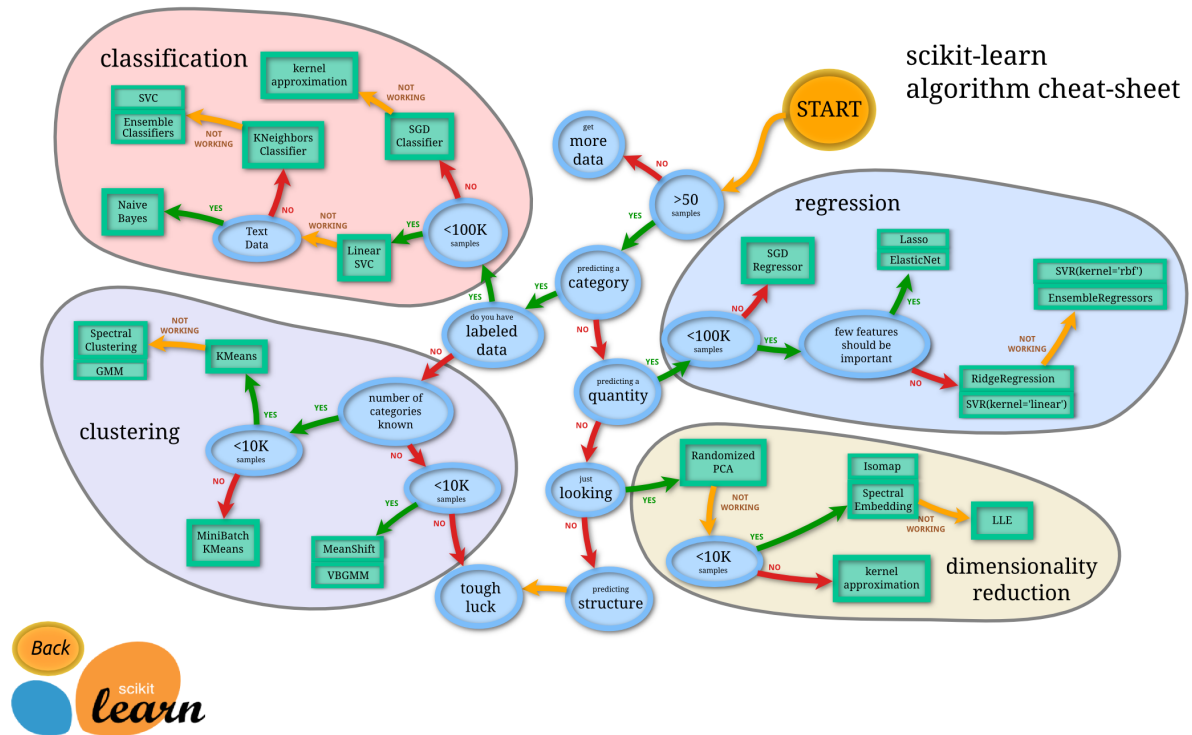 scikit-learn
algorithm cheat-sheet
START
get
more
data
NO
>50
samples
YES
predicting a
category
YES
NO
do you have
labeled
data
YES
NO
predicting a
quantity
YES
NO
just
looking
YES
NO
predicting
structure
tough
luck
classification
kernel
approximation
NOT
WORKING
SGD
Classifier
NO
<100K
samples
YES
Linear
SVC
NOT
WORKING
Text
Data
YES
Naive
Bayes
NO
KNeighbors
Classifier
NOT
WORKING
SVC
Ensemble
Classifiers
regression
<100K
samples
NO
SGD
Regressor
YES
few features
should be
important
YES
Lasso
ElasticNet
NO
RidgeRegression
SVR(kernel='linear')
NOT
WORKING
SVR(kernel='rbf')
EnsembleRegressors
clustering
number of
categories
known
YES
<10K
samples
YES
KMeans
NOT
WORKING
Spectral
Clustering
GMM
NO
MiniBatch
KMeans
NO
<10K
samples
YES
MeanShift
VBGMM
NO
dimensionality
reduction
Randomized
PCA
NOT
WORKING
<10K
samples
YES
Isomap
Spectral
Embedding
NOT
WORKING
LLE
NO
kernel
approximation
Back
scikit
learn